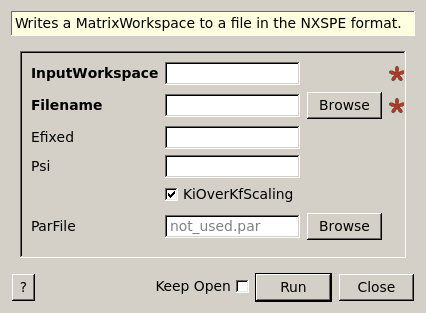 Writes a MatrixWorkspace to a file in the NXSPE format.
InputWorkspace *
Filename Browse *
Efixed
Psi
KiOverKfScaling
ParFile not_used.par Browse
? Keep Open Run Close